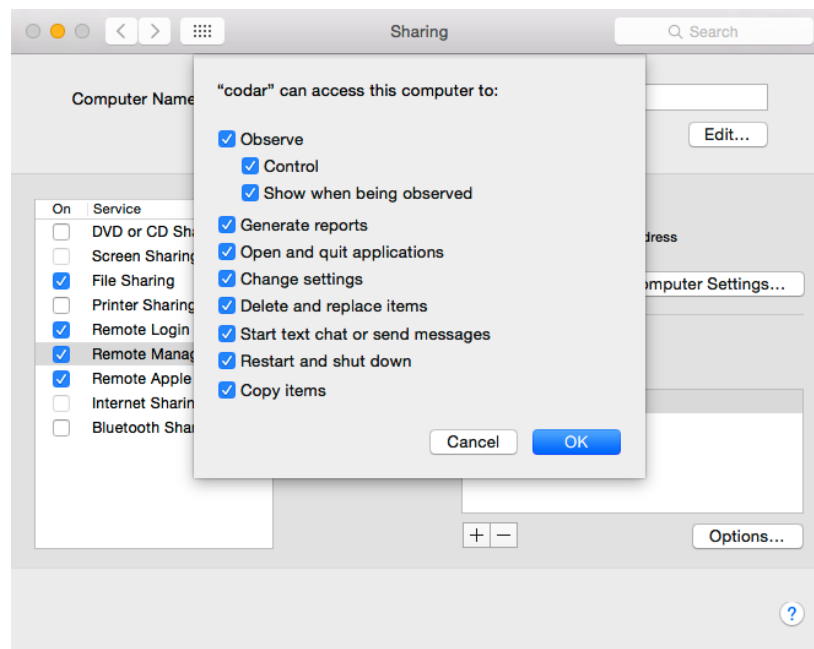 Sharing
Search
Computer Name
Edit...
"codar" can access this computer to:
Observe
Control
Show when being observed
Generate reports
Open and quit applications
Change settings
Delete and replace items
Start text chat or send messages
Restart and shut down
Copy items
Cancel
OK
On Service
DVD or CD Sh
Screen Sharing
File Sharing
Printer Sharing
Remote Login
Remote Manag
Remote Apple
Internet Sharin
Bluetooth Sha
dress
omputer Settings...
+ −
Options...
?